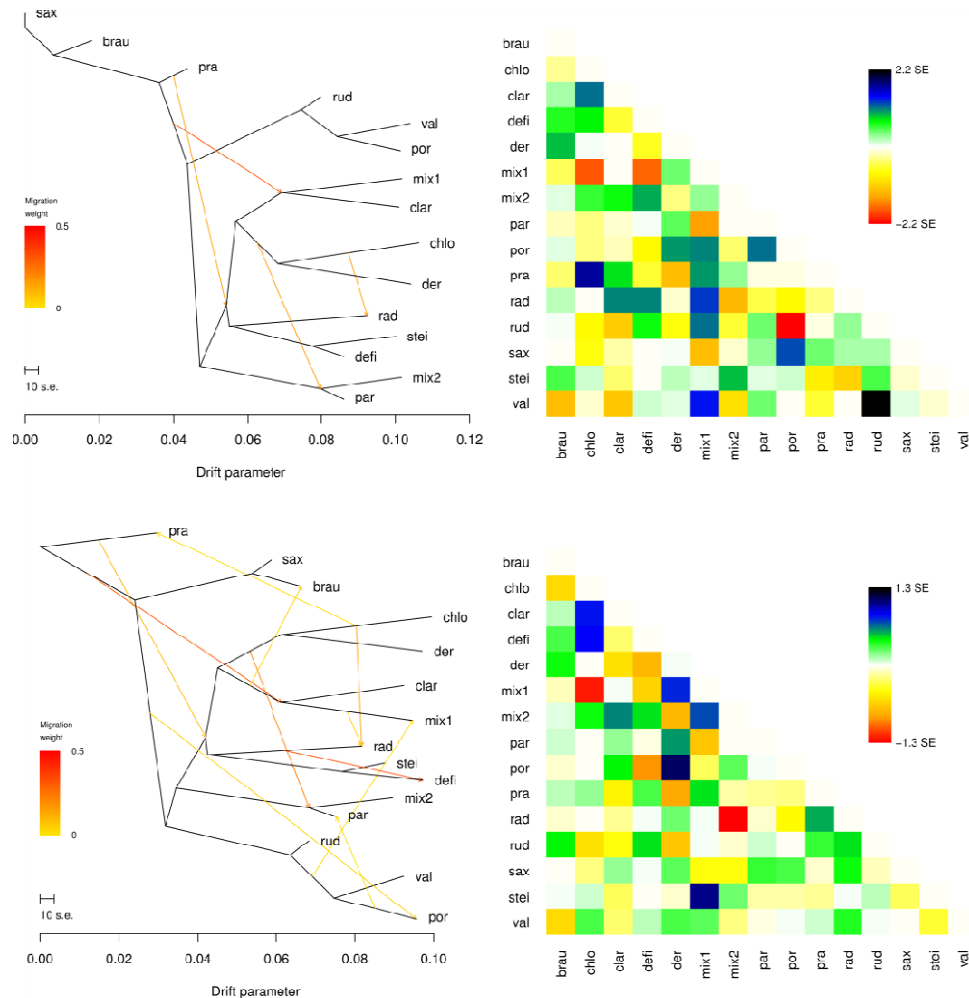 sax
brau
pra
rud
val
por
mix1
clar
chlo
der
rad
stei
defi
mix2
par
Migration
weight
0.5
0
10 s.e.
0.00 0.02 0.04 0.06 0.08 0.10 0.12
Drift parameter
brau
chlo
clar
defi
der
mix1
mix2
par
por
pra
rad
rud
sax
stei
val
2.2 SE
−2.2 SE
brau chlo clar defi der mix1 mix2 par por pra rad rud sax stoi val
pra
sax
brau
chlo
der
clar
mix1
rad
stei
defi
mix2
par
rud
val
por
Migration
weight
0.5
0
10 s.e.
0.00 0.02 0.04 0.06 0.08 0.10
Drift parameter
brau
chlo
clar
defi
der
mix1
mix2
par
por
pra
rad
rud
sax
stei
val
1.3 SE
−1.3 SE
brau chlo clar defi der mix1 mix2 par por pra rad rud sax stoi val